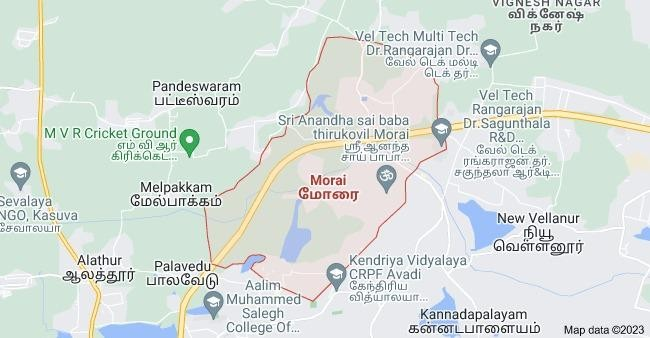 VIGNESH NAGAR
விக்னேஷ்
நகர்
Vel Tech Multi Tech
Dr.Rangarajan Dr...
வேல் டெக் மல்டி
டெக் தர்...
Pandeswaram
பட்டீஸ்வரம்
Vel Tech
Rangarajan
Dr.Sagunthala
R&D...
வேல் டெக்
ரங்கராஜன் தர்.
சகுந்தலா ஆர்&டி...
Sri Anandha sai baba
thirukovil Morai
ஸ்ரீ ஆனந்த
சாய் பாபா...
M V R Cricket Ground
எம் வி ஆர்
கிரிக்கெட்...
Morai
மோரை
Sevalaya
NGO, Kasuva
சேவாலயா
Melpakkam
மேல்பாக்கம்
New Vellanur
நியூ
வெள்ளனூர்
Alathur
ஆலத்தூர்
Palavedu
பாலவேடு
Kendriya Vidyalaya
CRPF Avadi
கேந்திரிய
வித்யாலயா...
Aalim
Muhammed
Salegh
College Of...
Kannadapalayam
கன்னடபாளையம்
Map data ©2023